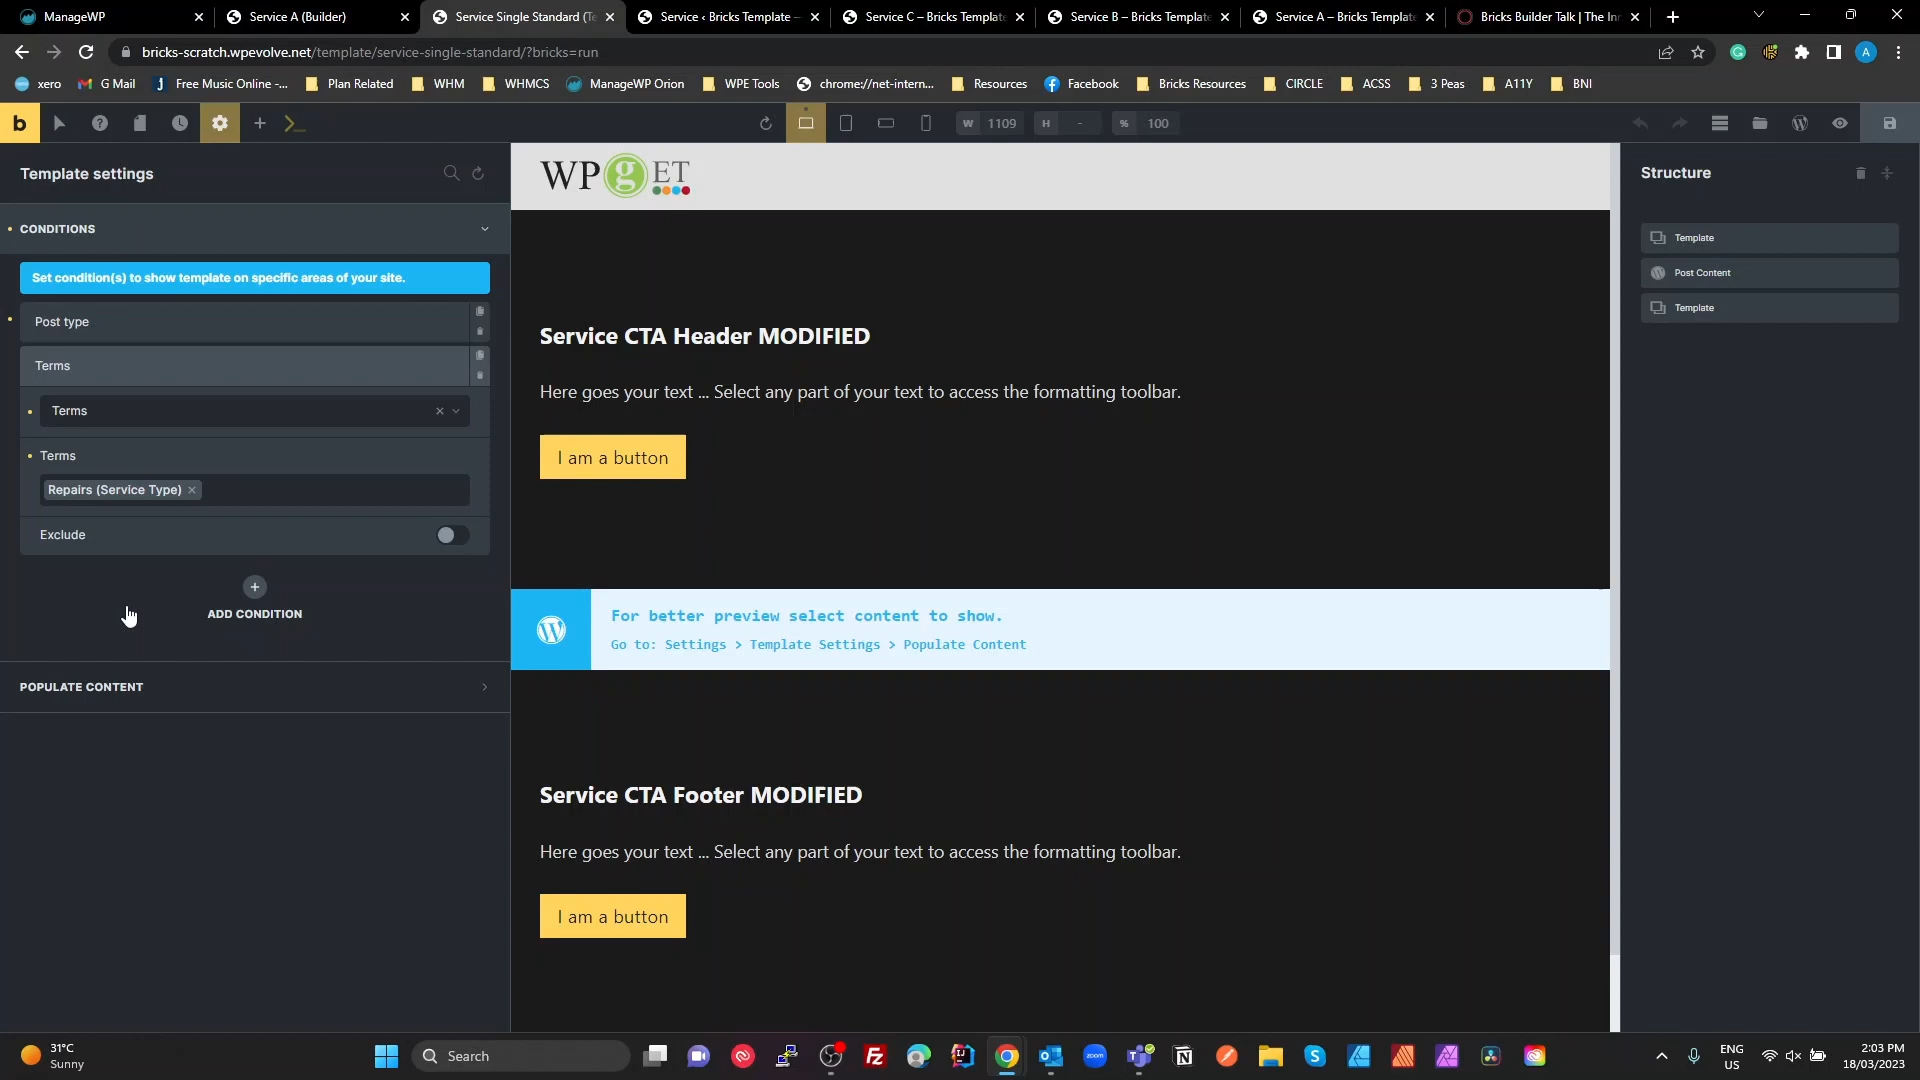 ManageWP
Service A (Builder)
Service Single Standard (Te
Service ‹ Bricks Template –
Service C – Bricks Template
Service B – Bricks Template
Service A – Bricks Template
Bricks Builder Talk | The Inn
bricks-scratch.wpevolve.net/template/service-single-standard/?bricks=run
A
xero
G Mail
Free Music Online -...
Plan Related
WHM
WHMCS
ManageWP Orion
WPE Tools
chrome://net-intern...
Resources
Facebook
Bricks Resources
CIRCLE
ACSS
3 Peas
A11Y
BNI
b
W 1109
H -
% 100
Template settings
CONDITIONS
Set condition(s) to show template on specific areas of your site.
Post type
Terms
Terms
Terms
Repairs (Service Type)
Exclude
ADD CONDITION
POPULATE CONTENT
WP g ET
Service CTA Header MODIFIED
Here goes your text ... Select any part of your text to access the formatting toolbar.
I am a button
For better preview select content to show.
Go to: Settings > Template Settings > Populate Content
Service CTA Footer MODIFIED
Here goes your text ... Select any part of your text to access the formatting toolbar.
I am a button
Structure
Template
Post Content
Template
31°C
Sunny
Search
zoom
ENG
US
2:03 PM
18/03/2023